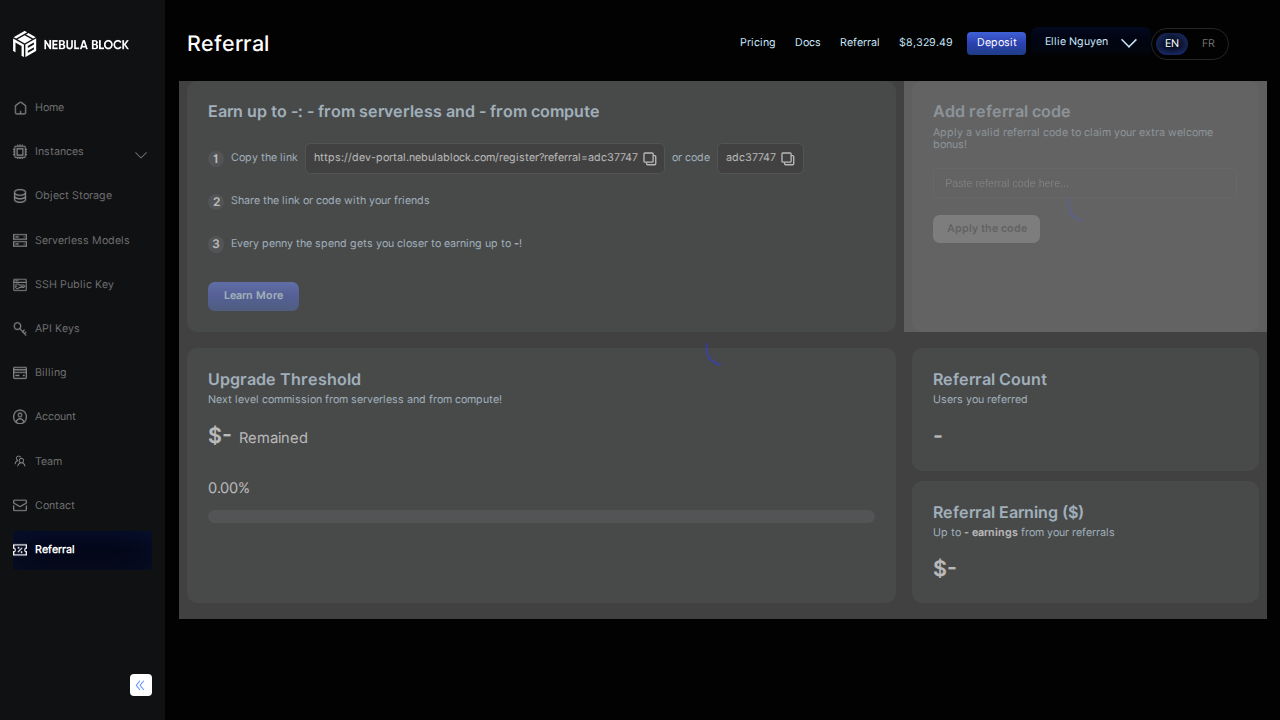 NEBULA BLOCK
Home
Instances
Object Storage
Serverless Models
SSH Public Key
API Keys
Billing
Account
Team
Contact
Referral
Referral
Pricing Docs Referral $8,329.49 Deposit Ellie Nguyen EN FR
Earn up to -: - from serverless and - from compute
1 Copy the link https://dev-portal.nebulablock.com/register?referral=adc37747 or code adc37747
2 Share the link or code with your friends
3 Every penny the spend gets you closer to earning up to -!
Learn More
Add referral code
Apply a valid referral code to claim your extra welcome
bonus!
Paste referral code here...
Apply the code
Upgrade Threshold
Next level commission from serverless and from compute!
$- Remained
0.00%
Referral Count
Users you referred
-
Referral Earning ($)
Up to - earnings from your referrals
$-